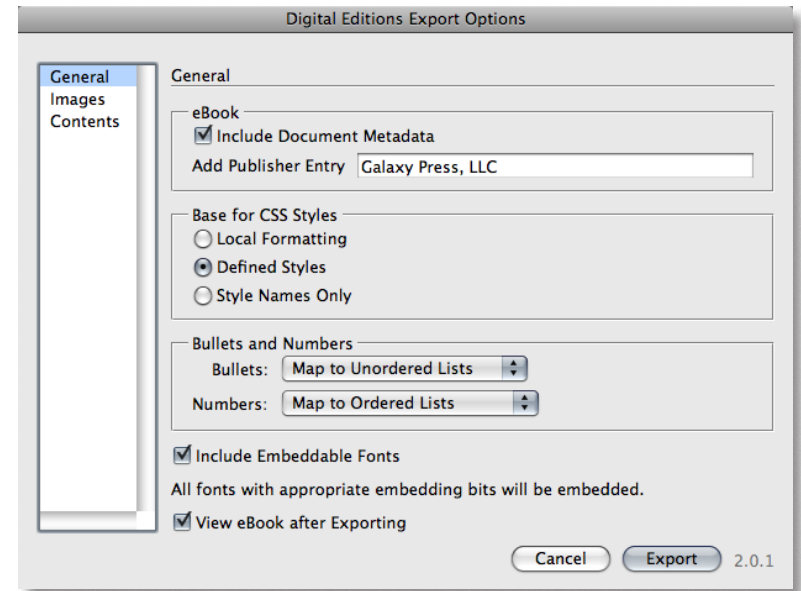 Digital Editions Export Options
General
Images
Contents
General
eBook
Include Document Metadata
Add Publisher Entry Galaxy Press, LLC
Base for CSS Styles
Local Formatting
Defined Styles
Style Names Only
Bullets and Numbers
Bullets: Map to Unordered Lists
Numbers: Map to Ordered Lists
Include Embeddable Fonts
All fonts with appropriate embedding bits will be embedded.
View eBook after Exporting
Cancel Export 2.0.1